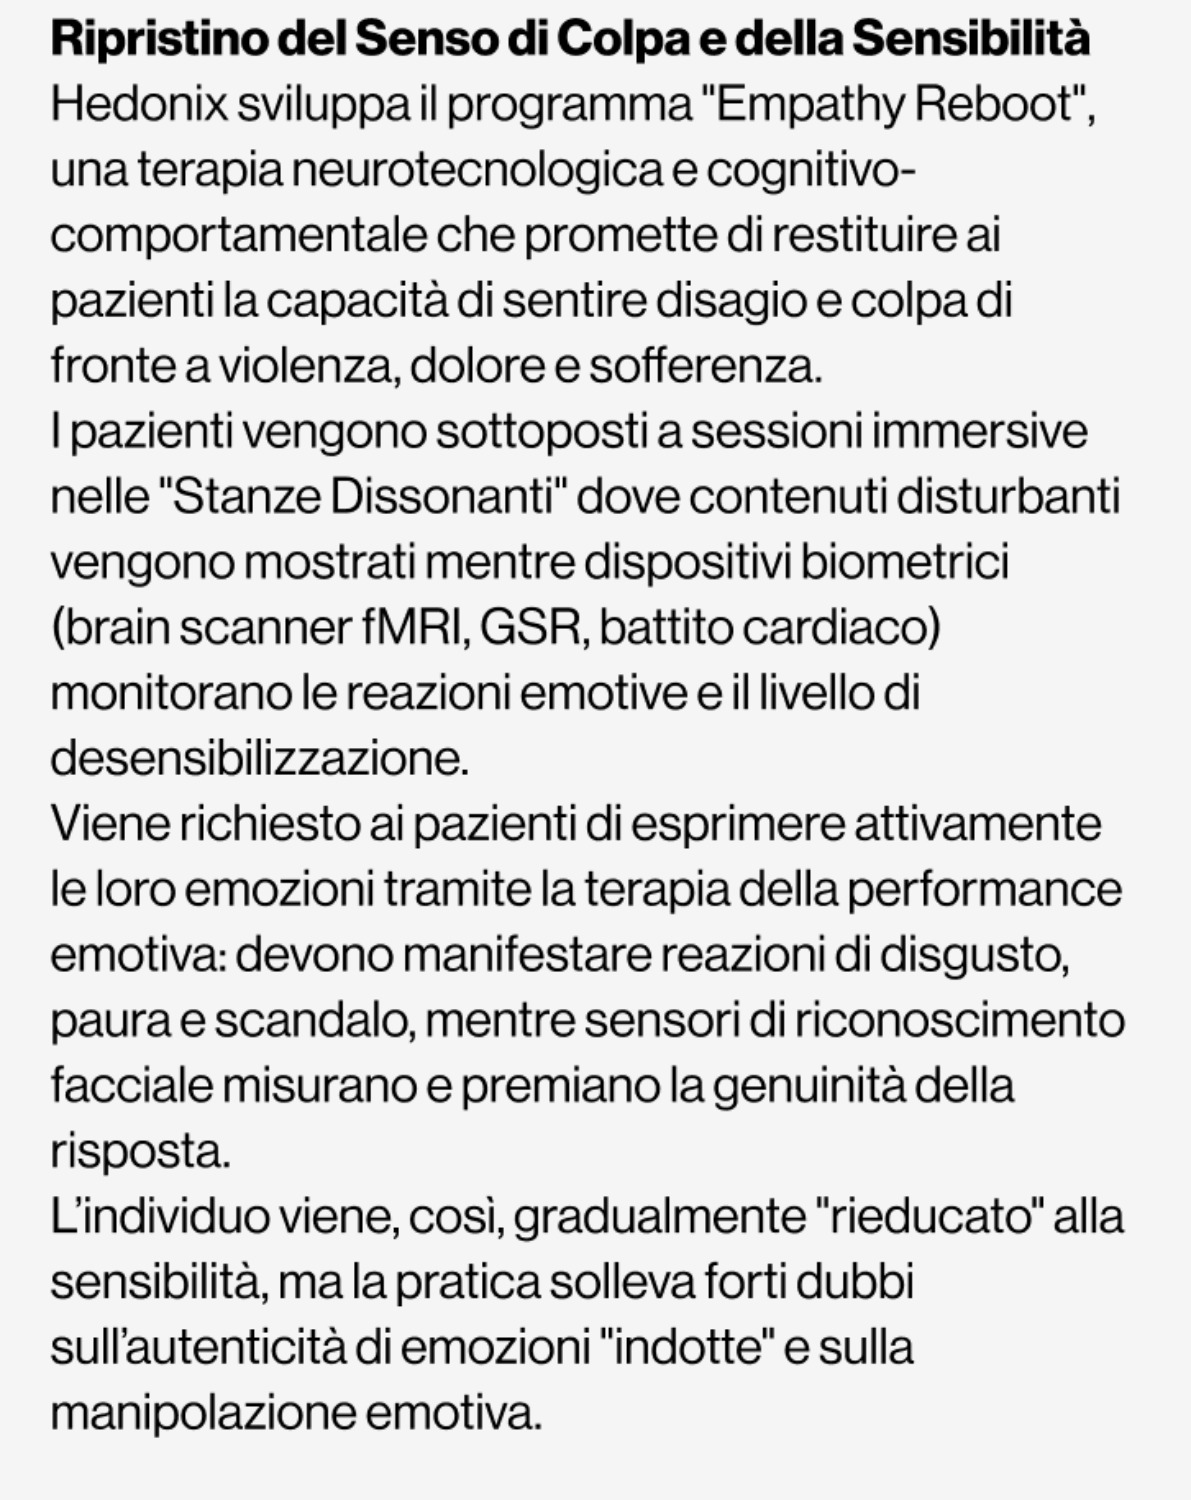 Ripristino del Senso di Colpa e della Sensibilità
Hedonix sviluppa il programma "Empathy Reboot",
una terapia neurotecnologica e cognitivo-
comportamentale che promette di restituire ai
pazienti la capacità di sentire disagio e colpa di
fronte a violenza, dolore e sofferenza.
I pazienti vengono sottoposti a sessioni immersive
nelle "Stanze Dissonanti" dove contenuti disturbanti
vengono mostrati mentre dispositivi biometrici
(brain scanner fMRI, GSR, battito cardiaco)
monitorano le reazioni emotive e il livello di
desensibilizzazione.
Viene richiesto ai pazienti di esprimere attivamente
le loro emozioni tramite la terapia della performance
emotiva: devono manifestare reazioni di disgusto,
paura e scandalo, mentre sensori di riconoscimento
facciale misurano e premiano la genuinità della
risposta.
L’individuo viene, così, gradualmente "rieducato" alla
sensibilità, ma la pratica solleva forti dubbi
sull’autenticità di emozioni "indotte" e sulla
manipolazione emotiva.